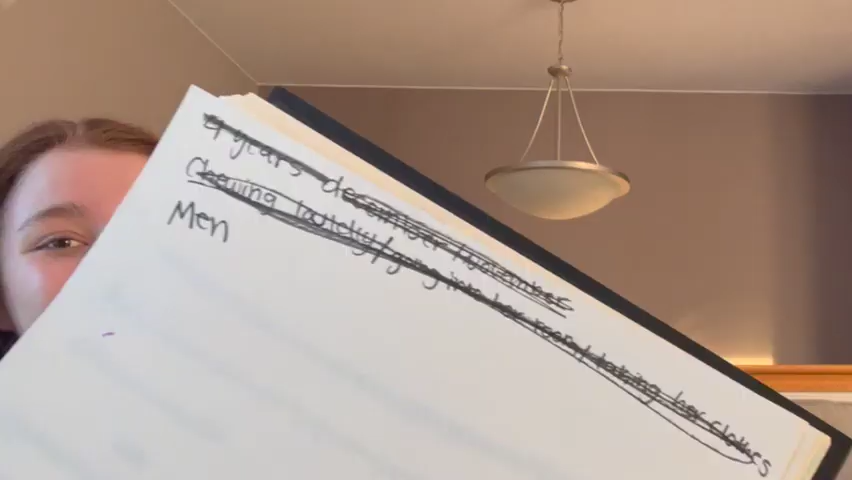 4 years december
Chewing loudly/going into her room/taking her clothes
Men